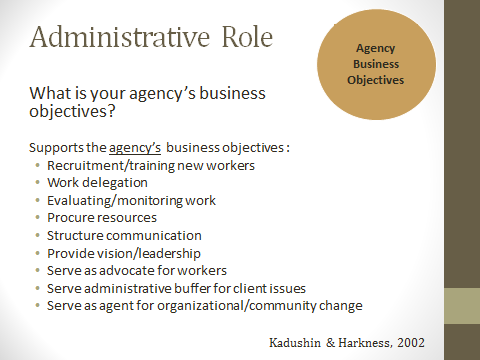 Administrative Role
Agency
Business
Objectives
What is your agency's business
objectives?
Supports the agency's business objectives :
• Recruitment/training new workers
• Work delegation
• Evaluating/monitoring work
• Procure resources
• Structure communication
• Provide vision/leadership
• Serve as advocate for workers
• Serve administrative buffer for client issues
• Serve as agent for organizational/community change
Kadushin & Harkness, 2002